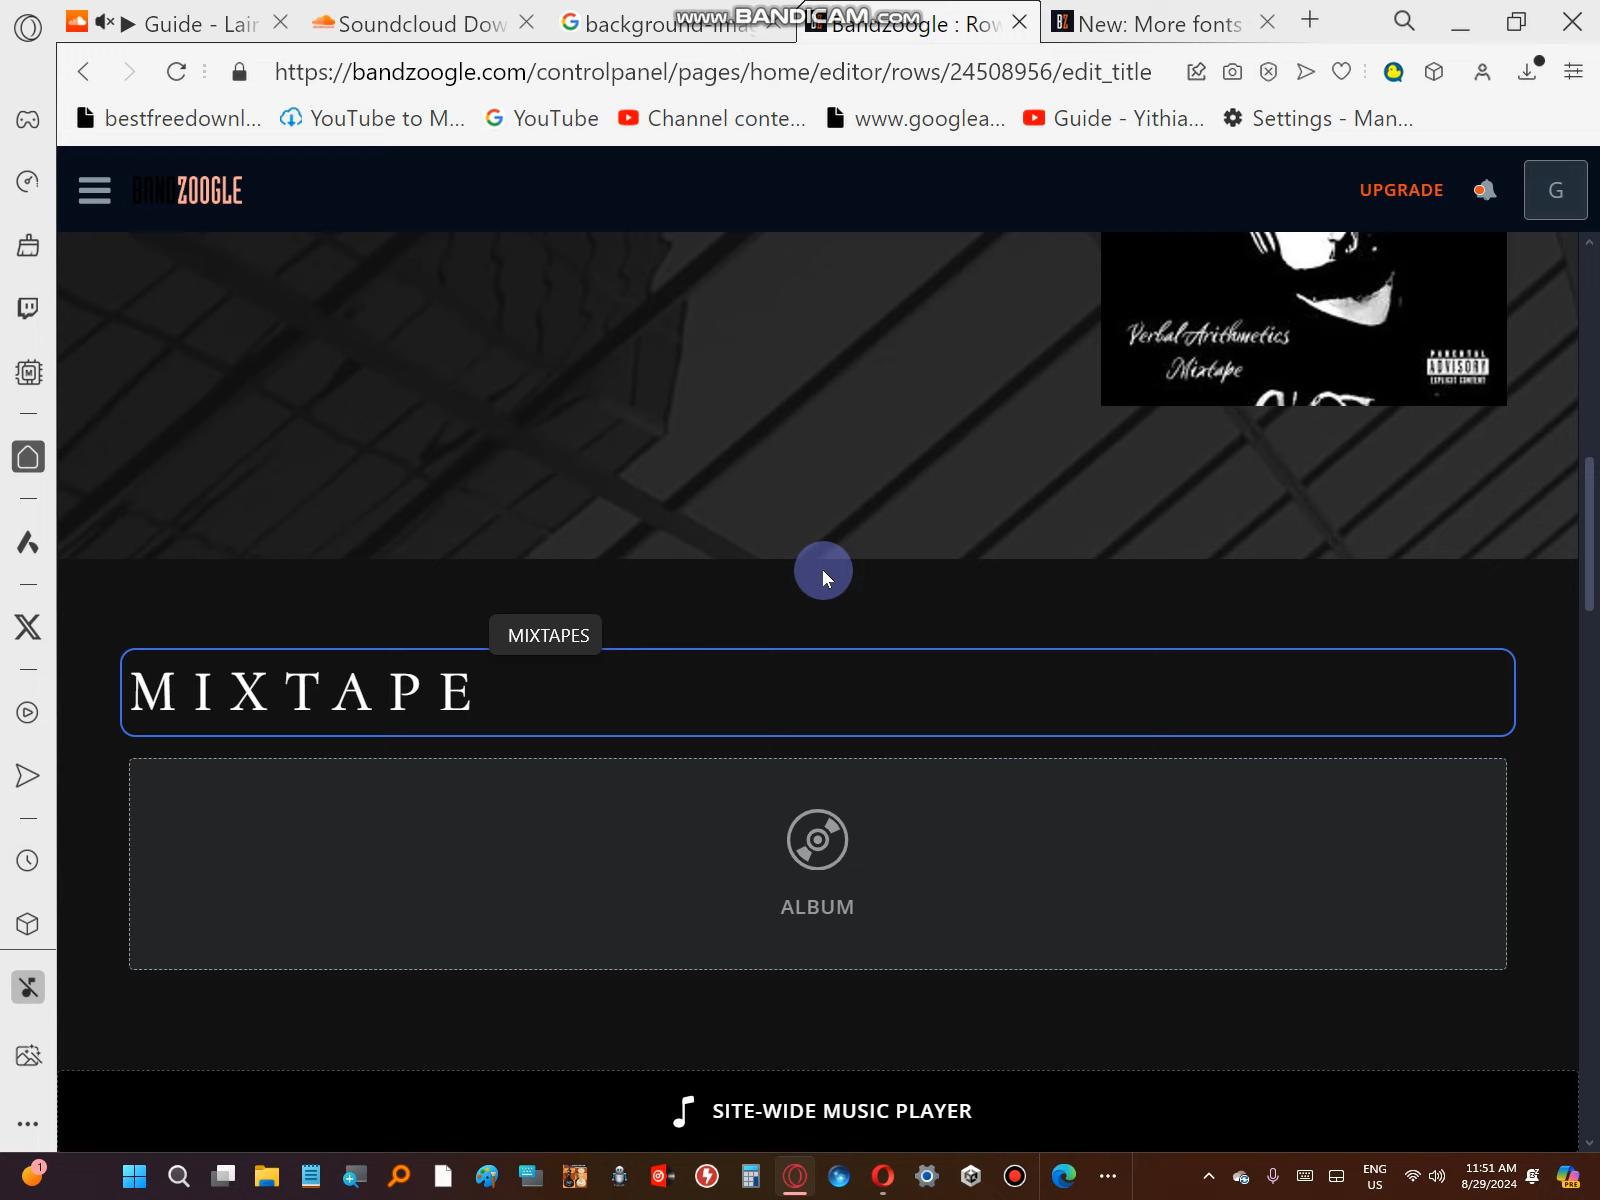 www.BANDICAM.com
Guide - Lair
Soundcloud Dow
background-ima
Bandzoogle : Row
New: More fonts
https://bandzoogle.com/controlpanel/pages/home/editor/rows/24508956/edit_title
bestfreedownl...
YouTube to M...
YouTube
Channel conte...
www.googlea...
Guide - Yithia...
Settings - Man...
BANDZOOGLE
UPGRADE
G
Verbal Arithmetics
Mixtape
PARENTAL
ADVISORY
EXPLICIT CONTENT
MIXTAPES
MIXTAPE
ALBUM
SITE-WIDE MUSIC PLAYER
1
ENG
US
11:51 AM
8/29/2024
PRE